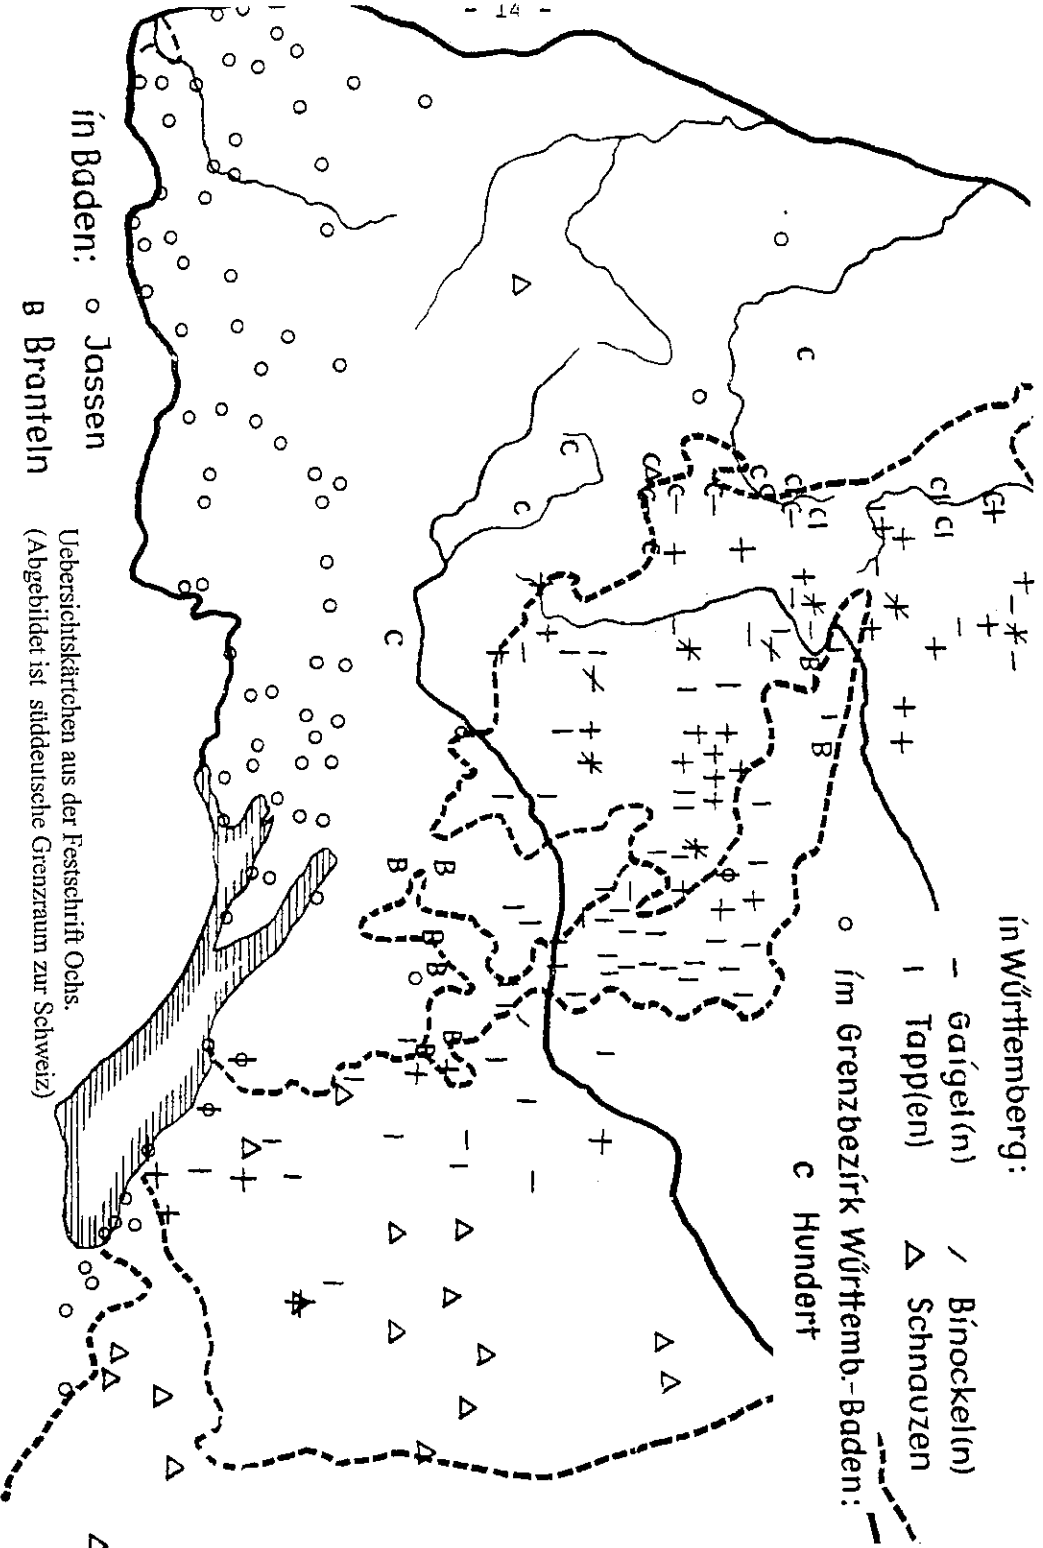 - 14 -
in Württemberg:
– Gaigel(n) / Binockel(n)
ı Tapp(en) Δ Schnauzen
o im Grenzbezirk Württemb.-Baden:
C Hundert
in Baden: o Jassen
B Branteln
Uebersichtskärtchen aus der Festschrift Ochs.
(Abgebildet ist süddeutsche Grenzraum zur Schweiz)